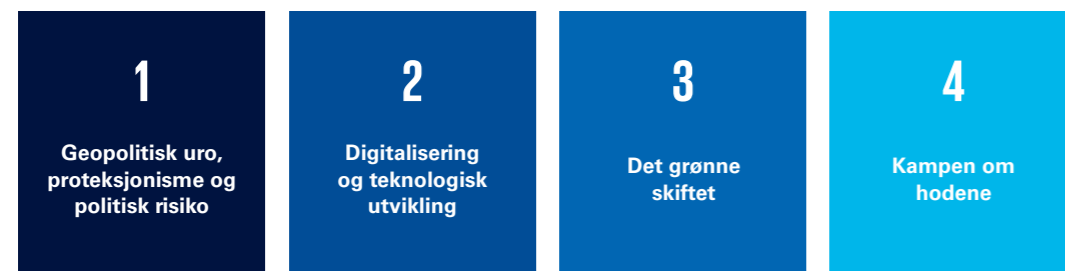 1
Geopolitisk uro,
proteksjonisme og
politisk risiko
2
Digitalisering
og teknologisk
utvikling
3
Det grønne
skiftet
4
Kampen om
hodene